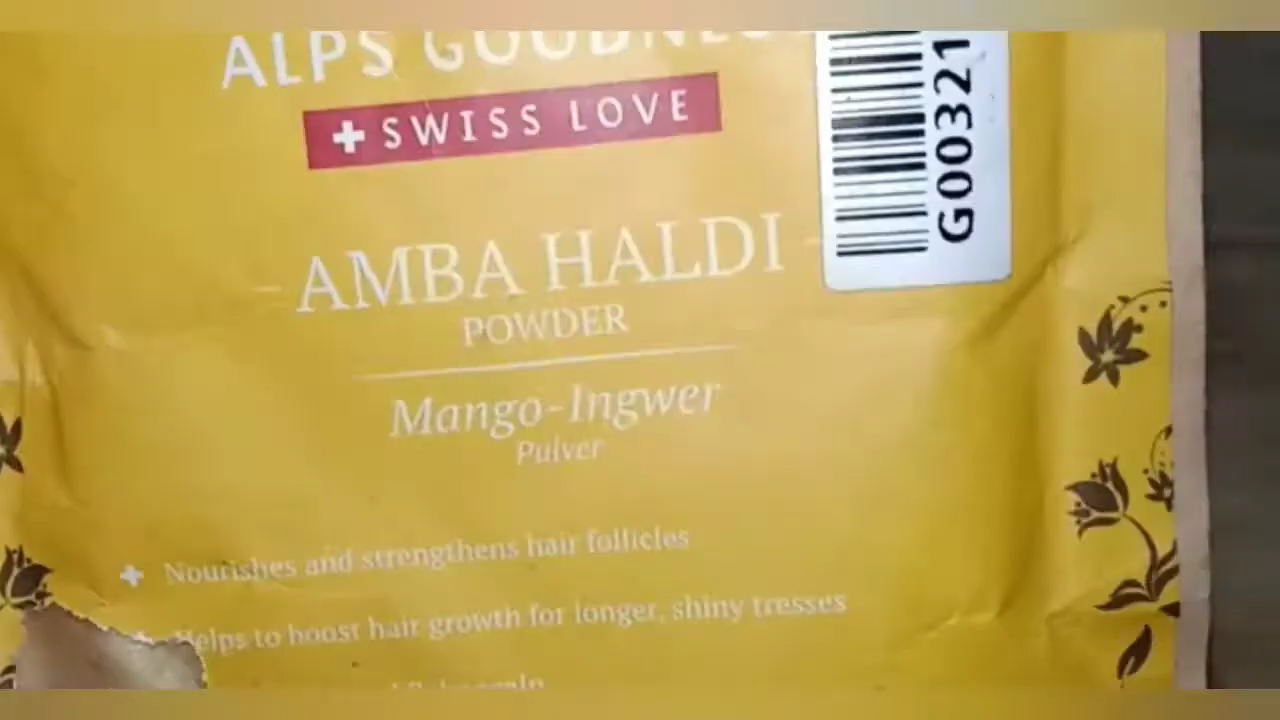 ALPS GOODNES
SWISS LOVE
G00321
AMBA HALDI
POWDER
Mango-Ingwer
Pulver
Nourishes and strengthens hair follicles
Helps to boost hair growth for longer, shiny tresses